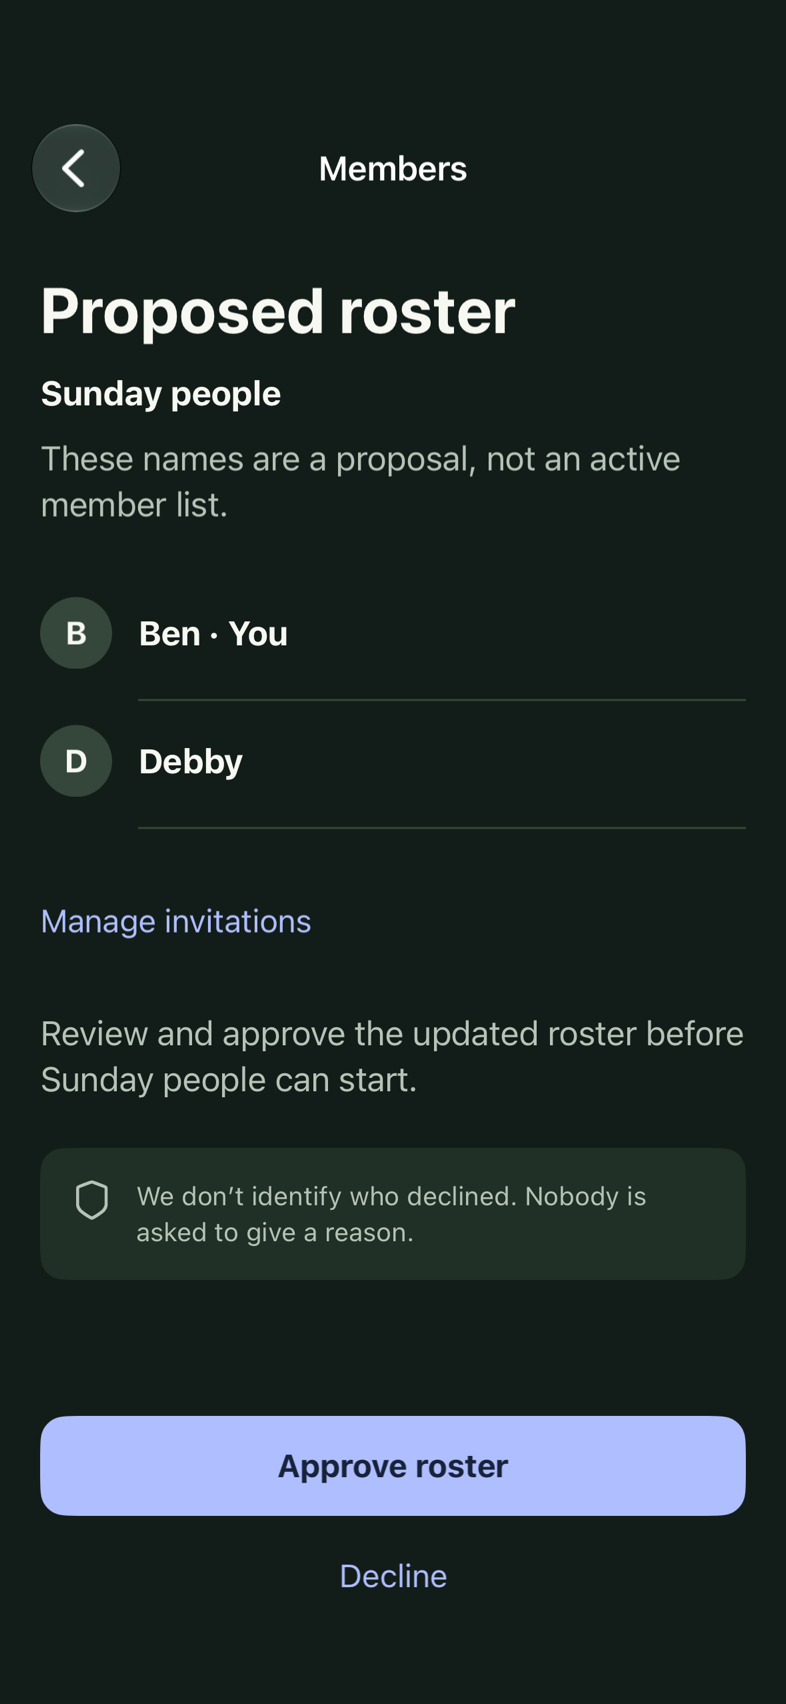 Members
Proposed roster
Sunday people
These names are a proposal, not an active
member list.
B
Ben · You
D
Debby
Manage invitations
Review and approve the updated roster before
Sunday people can start.
We don’t identify who declined. Nobody is
asked to give a reason.
Approve roster
Decline